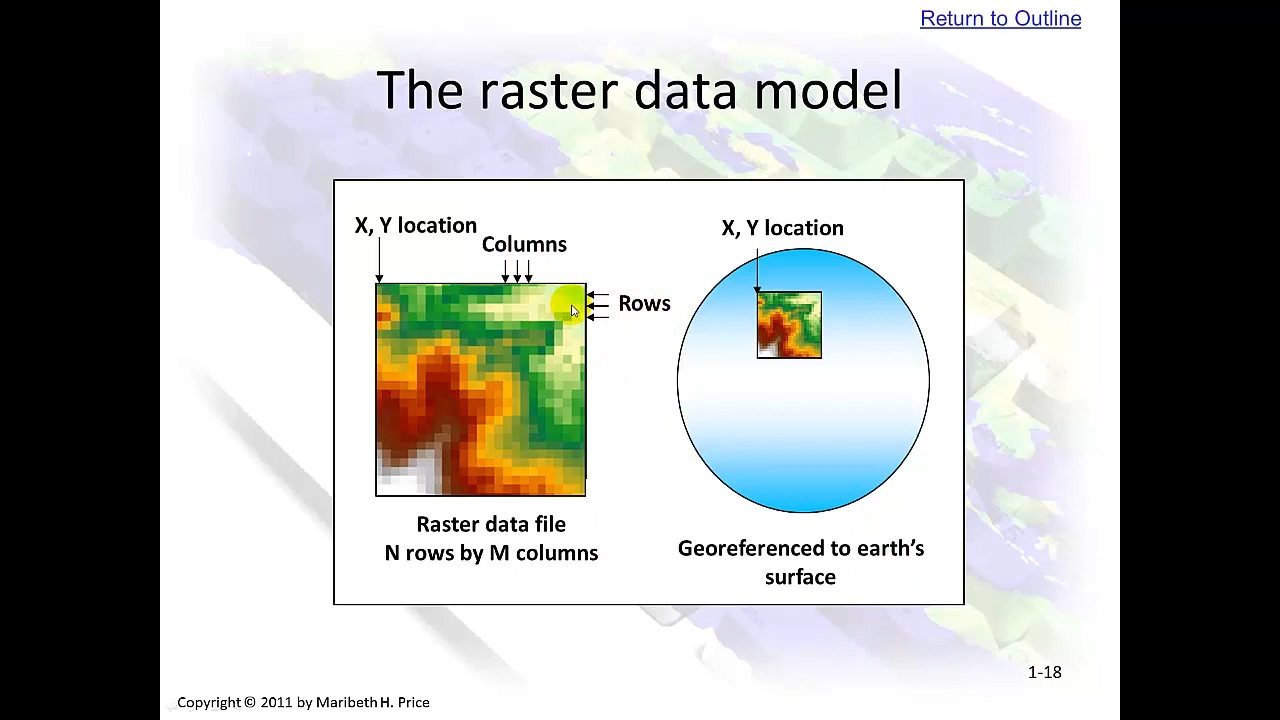 Return to Outline
The raster data model
X, Y location
Columns
Rows
Raster data file
N rows by M columns
X, Y location
Georeferenced to earth's
surface
1-18
Copyright © 2011 by Maribeth H. Price